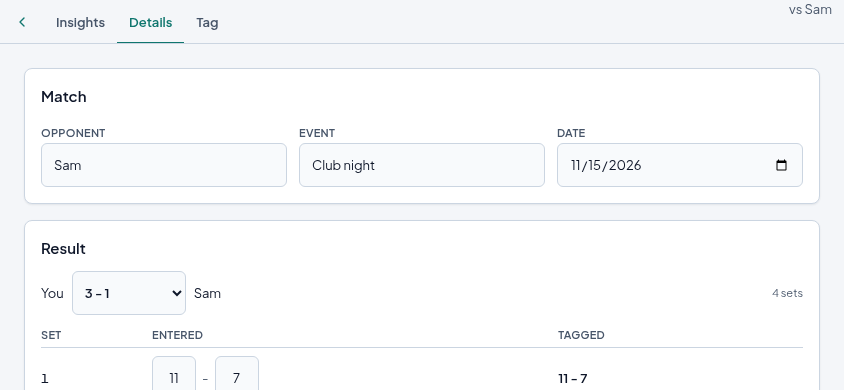 vs Sam
Insights Details Tag
Match
OPPONENT EVENT DATE
Sam Club night 11/15/2026
Result
You 3 - 1 Sam 4 sets
SET ENTERED TAGGED
1 11 - 7 11 - 7